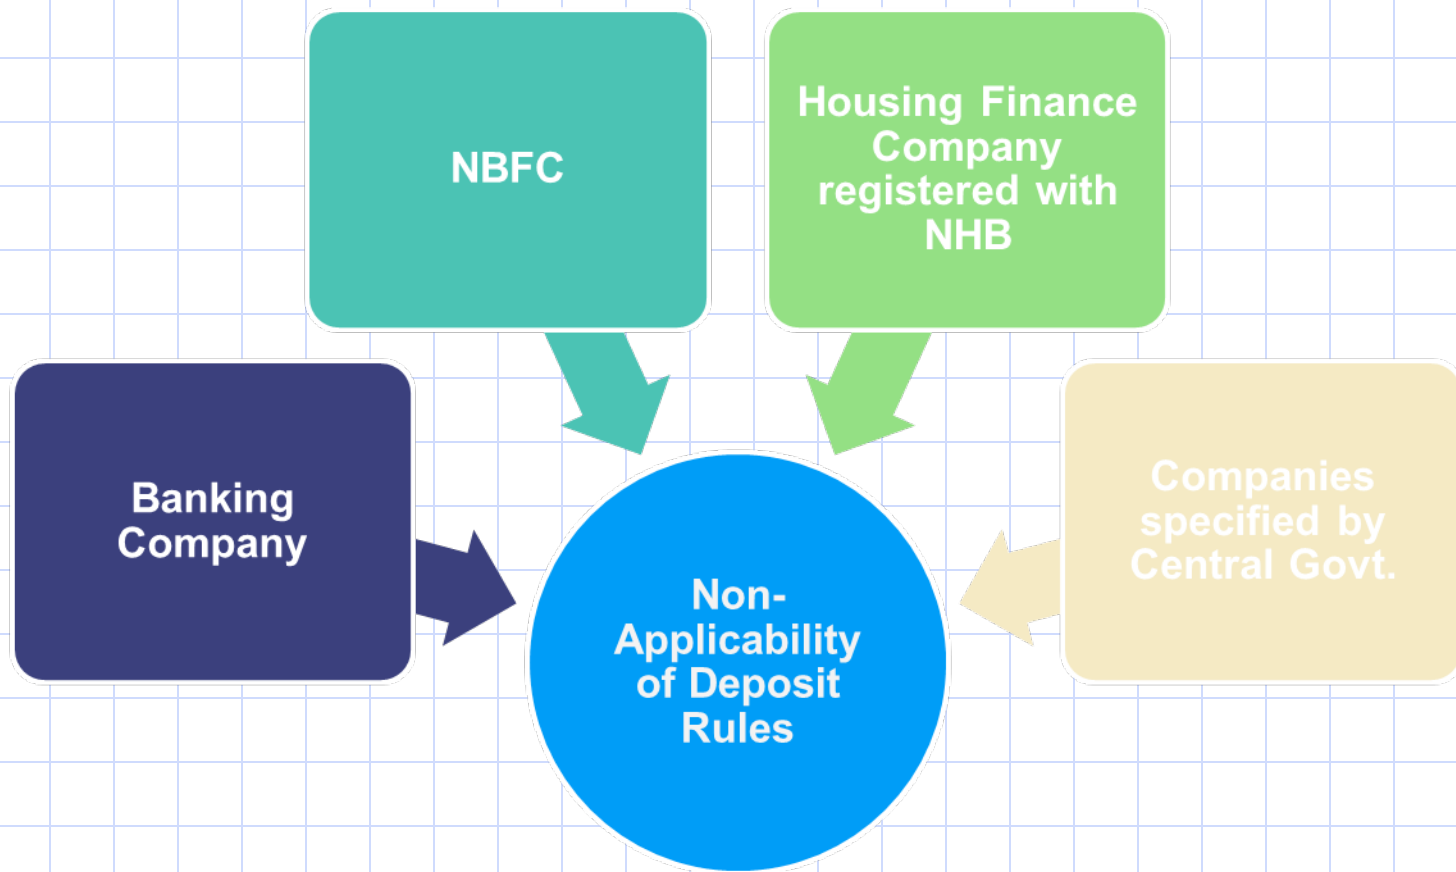 NBFC
Housing Finance
Company
registered with
NHB
Banking
Company
Companies
specified by
Central Govt.
Non-
Applicability
of Deposit
Rules